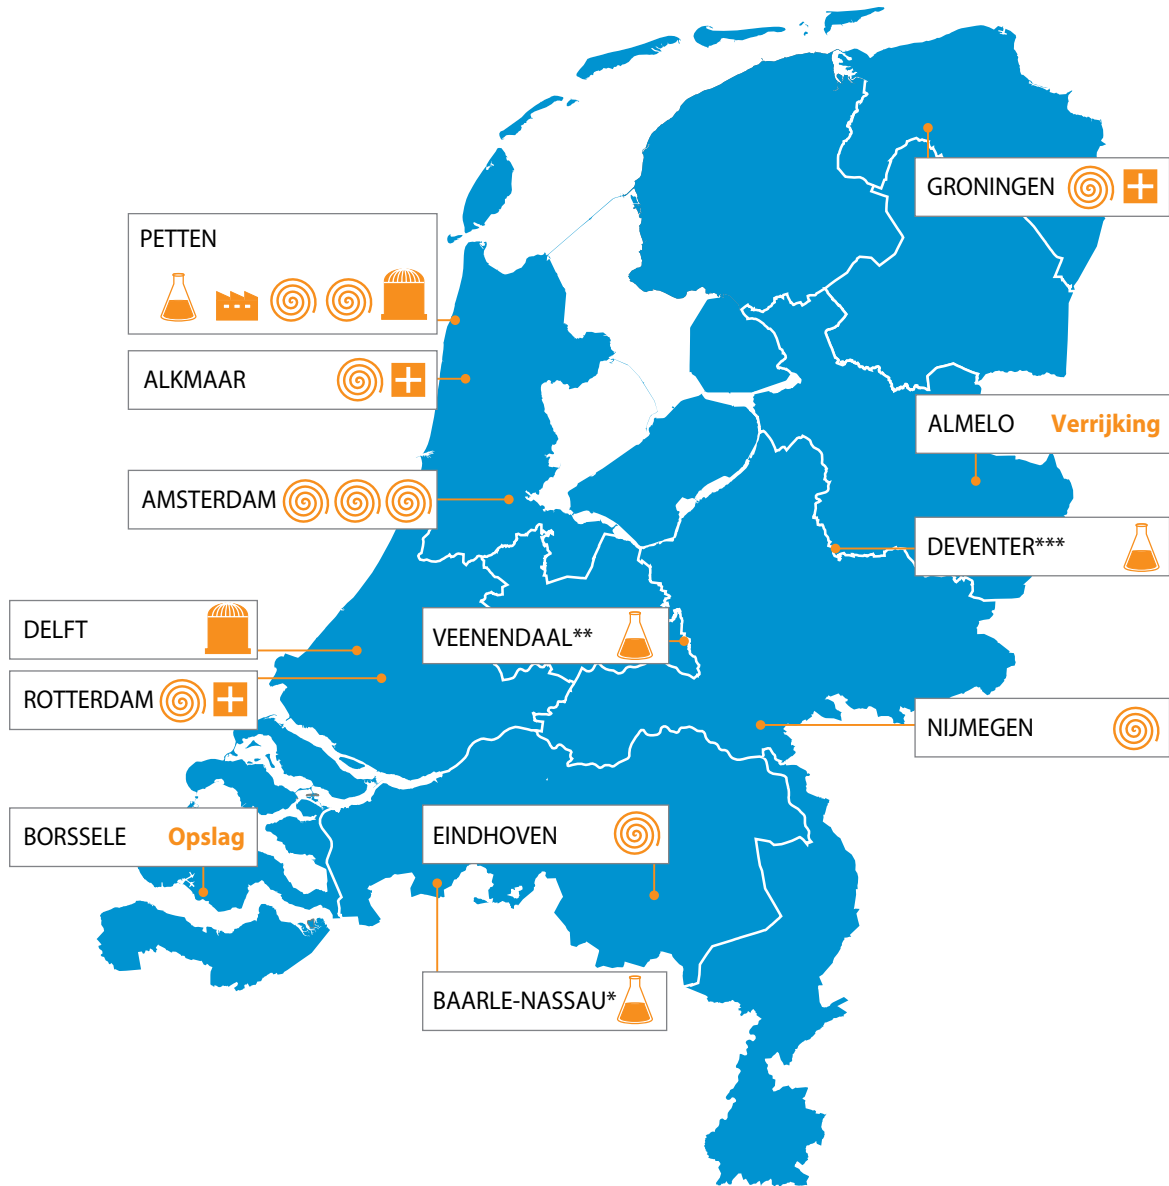 GRONINGEN
PETTEN
ALKMAAR
ALMELO Verrijking
AMSTERDAM
DEVENTER***
DELFT
VEENENDAAL**
ROTTERDAM
NIJMEGEN
BORSSELE Opslag
EINDHOVEN
BAARLE-NASSAU*